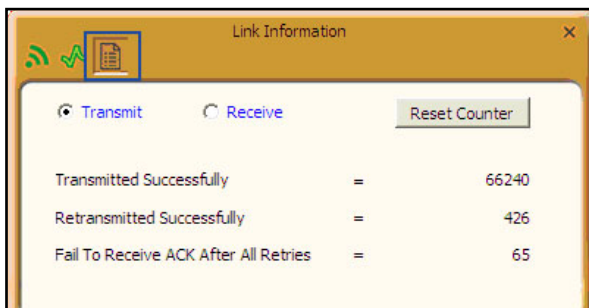 Link Information
Transmit Receive Reset Counter
Transmitted Successfully = 66240
Retransmitted Successfully = 426
Fail To Receive ACK After All Retries = 65